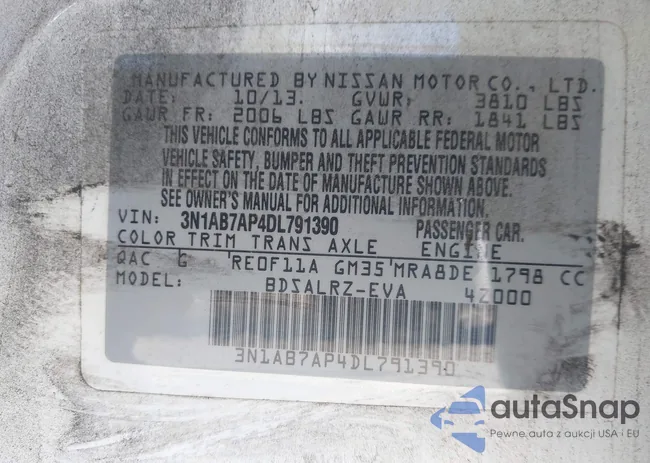 MANUFACTURED BY NISSAN MOTOR CO., LTD.
DATE: 10/13. GVWR: 3810 LBS
GAWR FR: 2006 LBS GAWR RR: 1841 LBS
THIS VEHICLE CONFORMS TO ALL APPLICABLE FEDERAL MOTOR
VEHICLE SAFETY, BUMPER AND THEFT PREVENTION STANDARDS
IN EFFECT ON THE DATE OF MANUFACTURE SHOWN ABOVE.
SEE OWNER'S MANUAL FOR ADDITIONAL INFORMATION.
VIN: 3N1AB7AP4DL791390 PASSENGER CAR.
COLOR TRIM TRANS AXLE ENGINE
QAC G RE0F11A GM35 MRA8DE 1798 CC
MODEL: BDSALRZ-EVA 4Z000
3N1AB7AP4DL791390
autaSnap
Pewne auta z aukcji USA i EU